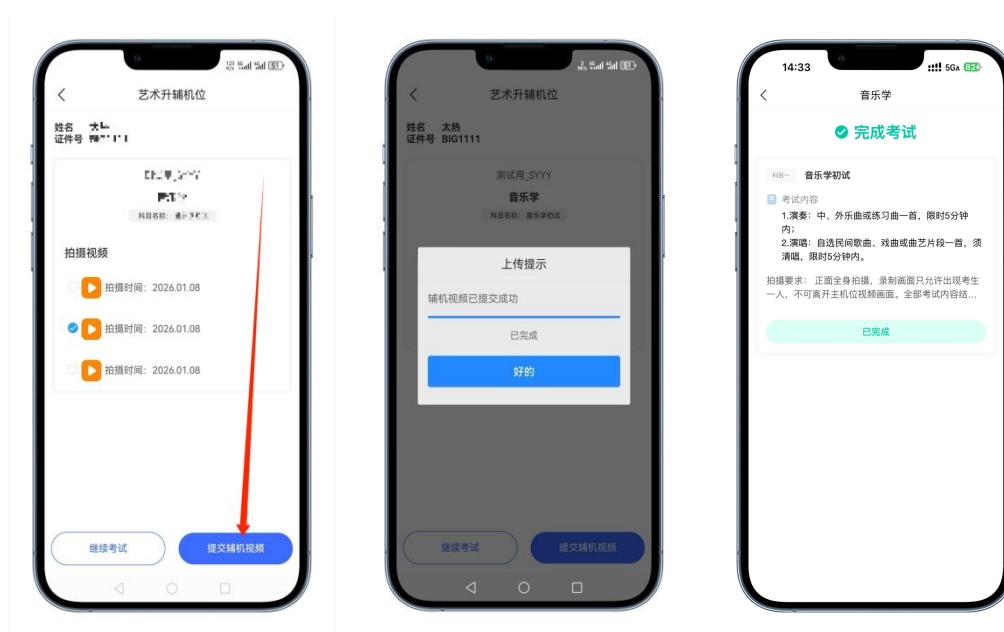 艺术升辅机位
姓名
证件号
科目名称：
拍摄视频
拍摄时间：2026.01.08
拍摄时间：2026.01.08
拍摄时间：2026.01.08
继续考试
提交辅机视频
艺术升辅机位
姓名 太热
证件号 BIG1111
测试用_SYYY
音乐学
科目名称：音乐学初试
上传提示
辅机视频已提交成功
已完成
好的
继续考试
提交辅机视频
14:33
5GA 82
音乐学
完成考试
科目一 音乐学初试
考试内容
1.演奏：中、外乐曲或练习曲一首，限时5分钟
内；
2.演唱：自选民间歌曲、戏曲或曲艺片段一首，须
清唱，限时5分钟内。
拍摄要求： 正面全身拍摄，录制画面只允许出现考生
一人，不可离开主机位视频画面。全部考试内容结...
已完成